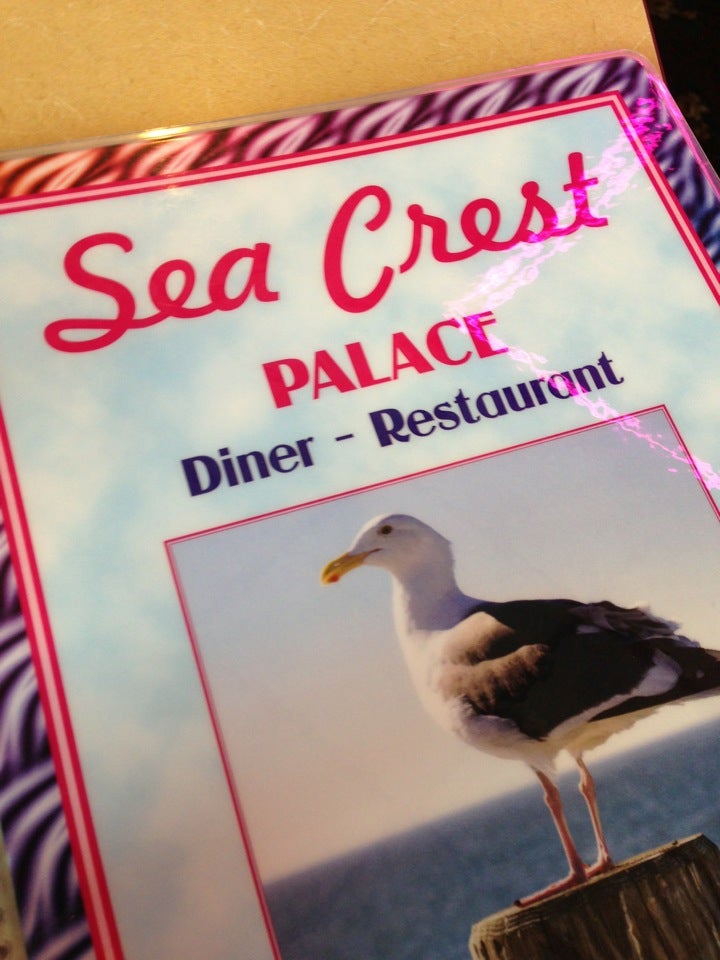 Sea Crest
PALACE
Diner - Restaurant